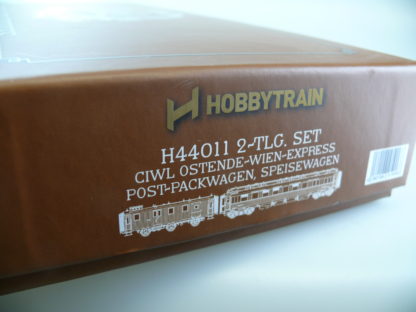 HOBBYTRAIN
H44011 2-TLG. SET
CIWL OSTENDE-WIEN-EXPRESS
POST-PACKWAGEN, SPEISEWAGEN